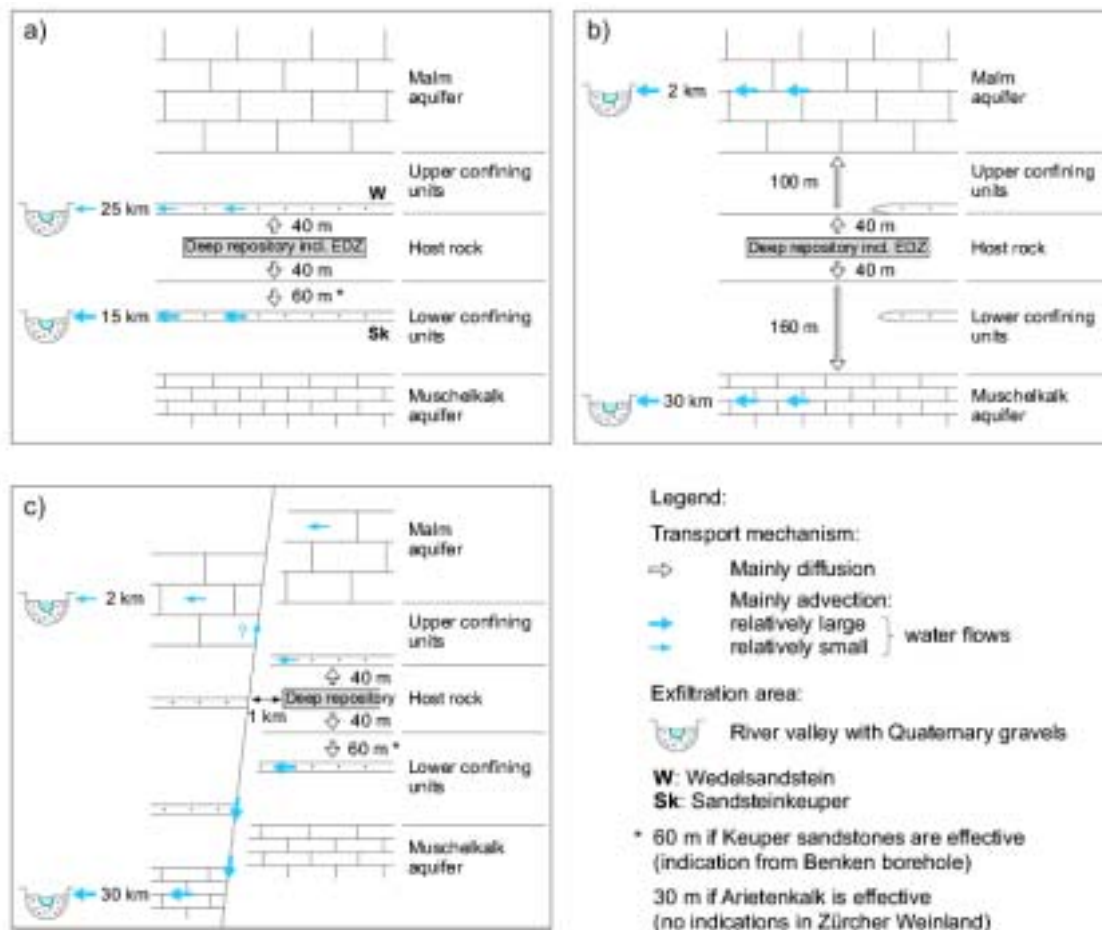 a)
Malm
aquifer
Upper confining
units
W
25 km
40 m
Deep repository incl. EDZ
Host rock
40 m
60 m *
15 km
Lower confining
units
Sk
Muschelkalk
aquifer
b)
2 km
Malm
aquifer
Upper confining
units
100 m
40 m
Deep repository incl. EDZ
Host rock
40 m
160 m
Lower confining
units
30 km
Muschelkalk
aquifer
c)
Malm
aquifer
2 km
?
Upper confining
units
40 m
Deep repository
Host rock
1 km
40 m
60 m *
Lower confining
units
Muschelkalk
aquifer
30 km
Legend:
Transport mechanism:
Mainly diffusion
Mainly advection:
relatively large
relatively small
water flows
Exfiltration area:
River valley with Quaternary gravels
W: Wedelsandstein
Sk: Sandsteinkeuper
* 60 m if Keuper sandstones are effective
(indication from Benken borehole)
30 m if Arietenkalk is effective
(no indications in Zürcher Weinland)